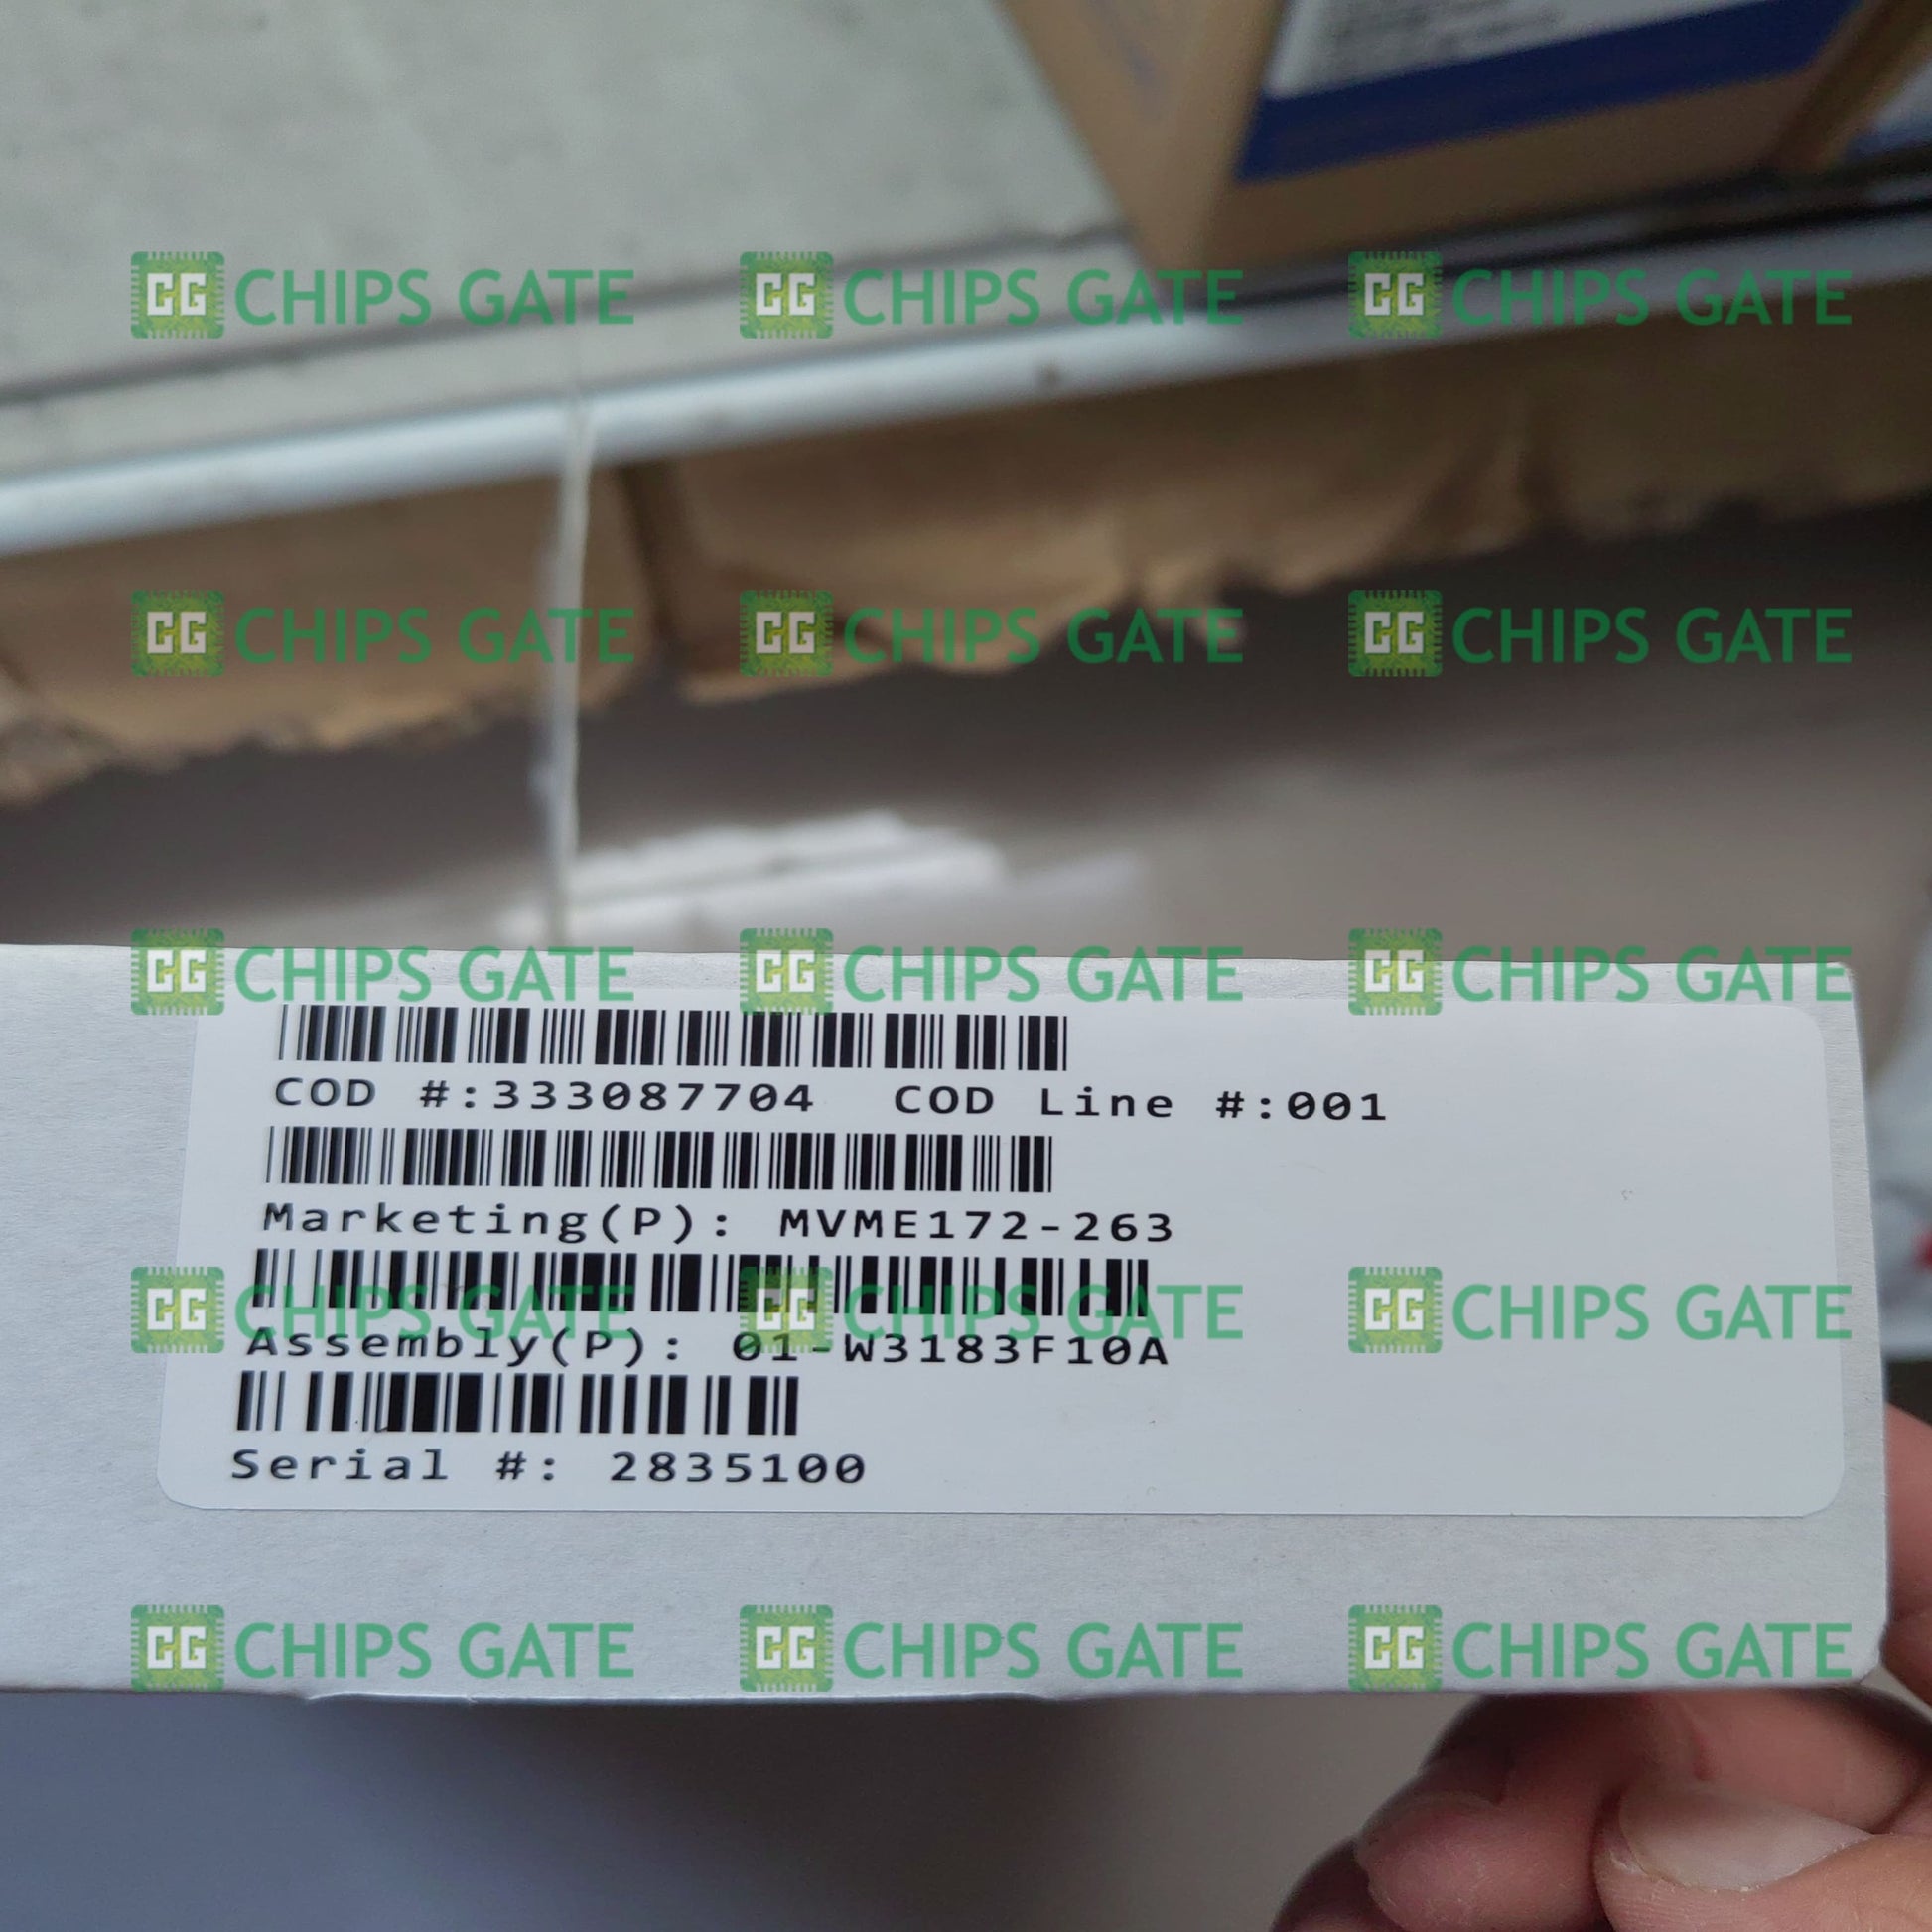 CG CHIPS GATE CG CHIPS GATE CG CHIPS GATE
CG CHIPS GATE CG CHIPS GATE CG CHIPS GATE
CG CHIPS GATE CG CHIPS GATE CG CHIPS GATE
COD #:333087704 COD Line #:001
Marketing(P): MVME172-263
CG CHIPS GATE CG CHIPS GATE CG CHIPS GATE
Assembly(P): 01-W3183F10A
Serial #: 2835100
CG CHIPS GATE CG CHIPS GATE CG CHIPS GATE